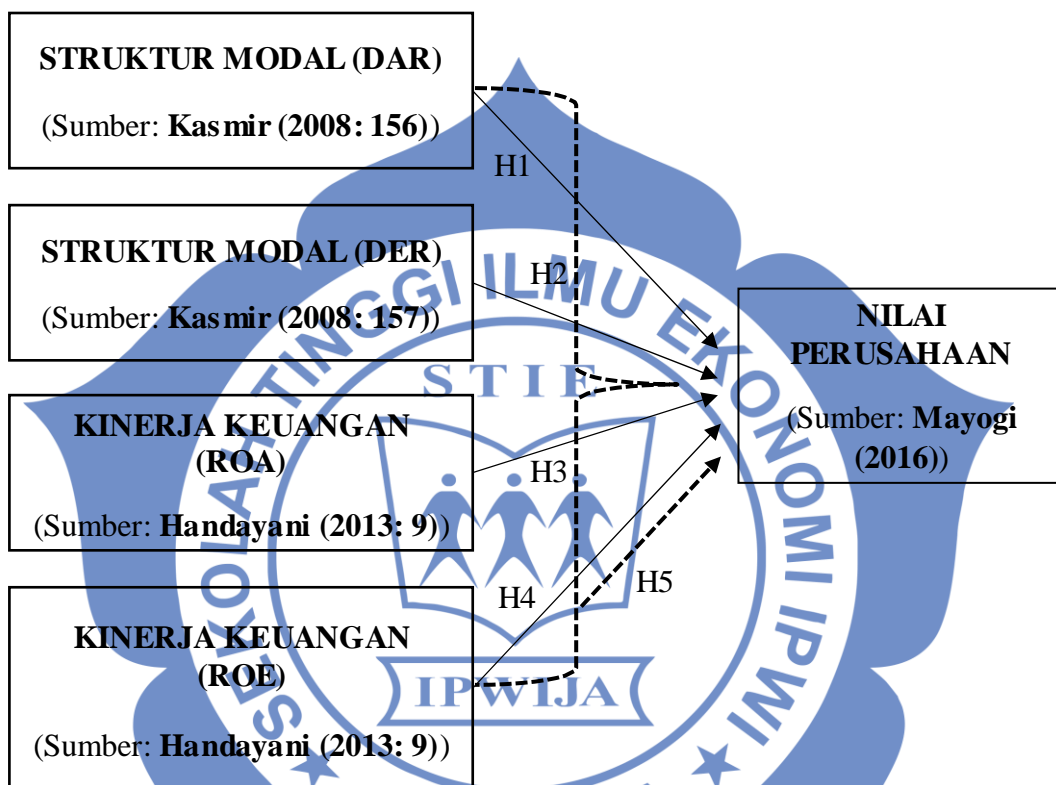 STRUKTUR MODAL (DAR)
(Sumber: Kasmir (2008: 156))
STRUKTUR MODAL (DER)
(Sumber: Kasmir (2008: 157))
KINERJA KEUANGAN
(ROA)
(Sumber: Handayani (2013: 9))
KINERJA KEUANGAN
(ROE)
(Sumber: Handayani (2013: 9))
H1
H2
H3
H4
H5
NILAI
PERUSAHAAN
(Sumber: Mayogi
(2016))
SEKOLAH TINGGI ILMU EKONOMI IPWI
STIE
IPWIJA